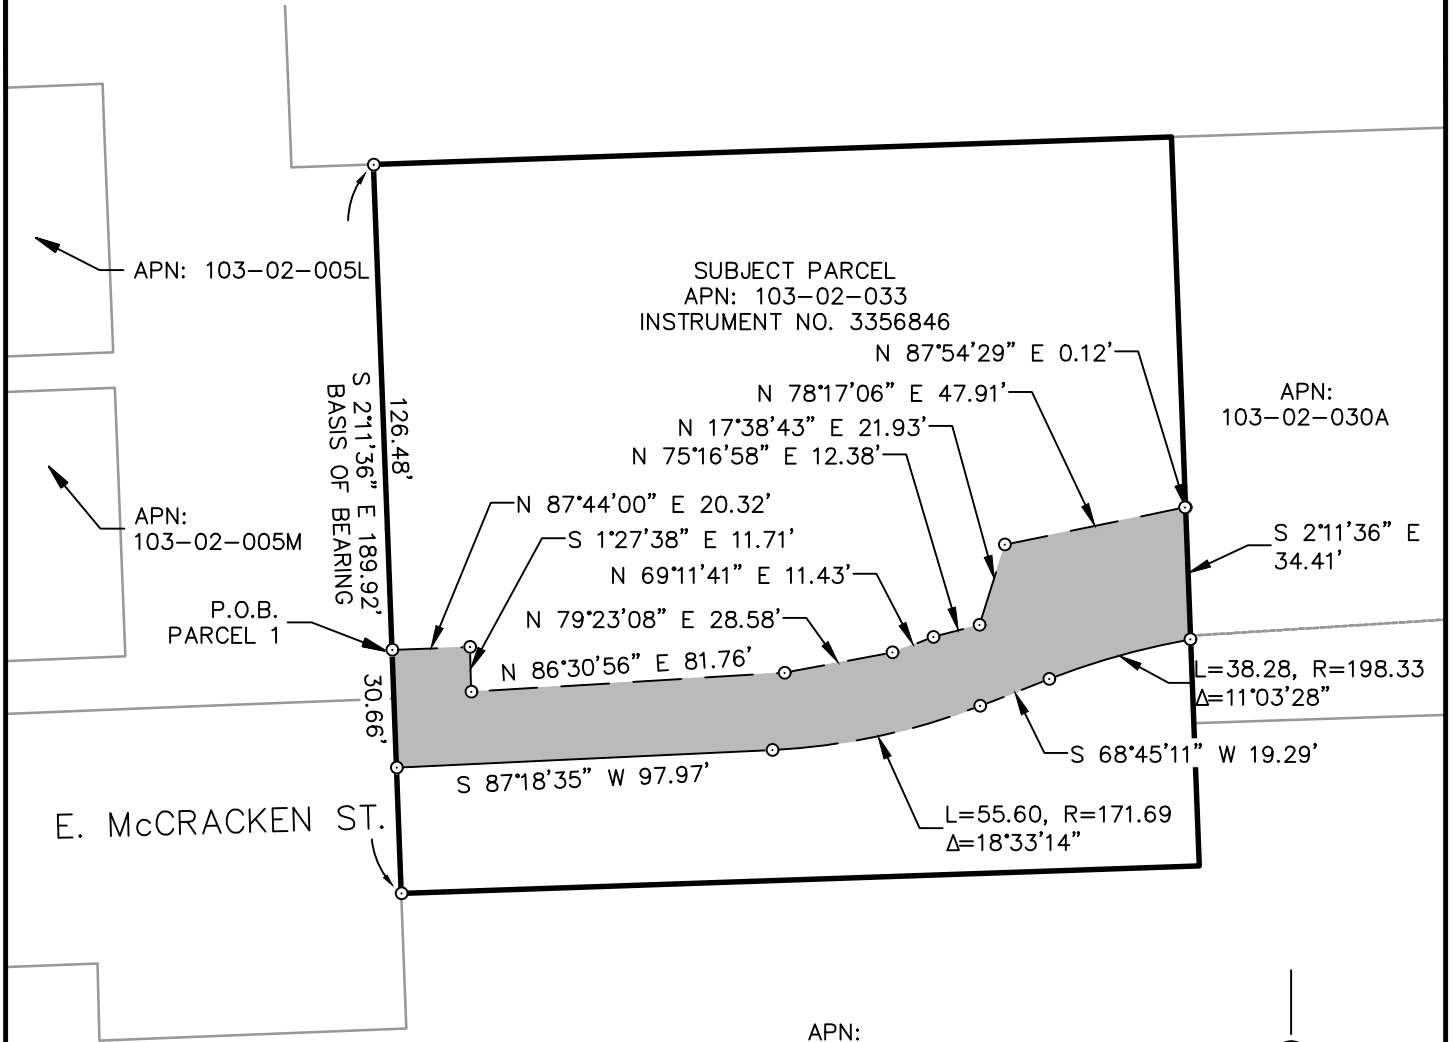 APN: 103-02-005L
SUBJECT PARCEL
APN: 103-02-033
INSTRUMENT NO. 3356846
N 87°54'29" E 0.12'
N 78°17'06" E 47.91'
APN:
103-02-030A
N 17°38'43" E 21.93'
N 75°16'58" E 12.38'
S 2°11'36" E 189.92'
BASIS OF BEARING
126.48'
N 87°44'00" E 20.32'
APN:
103-02-005M
S 1°27'38" E 11.71'
S 2°11'36" E
34.41'
N 69°11'41" E 11.43'
P.O.B.
PARCEL 1
N 79°23'08" E 28.58'
N 86°30'56" E 81.76'
L=38.28, R=198.33
Δ=11°03'28"
30.66'
S 68°45'11" W 19.29'
S 87°18'35" W 97.97'
E. McCRACKEN ST.
L=55.60, R=171.69
Δ=18°33'14"
APN: